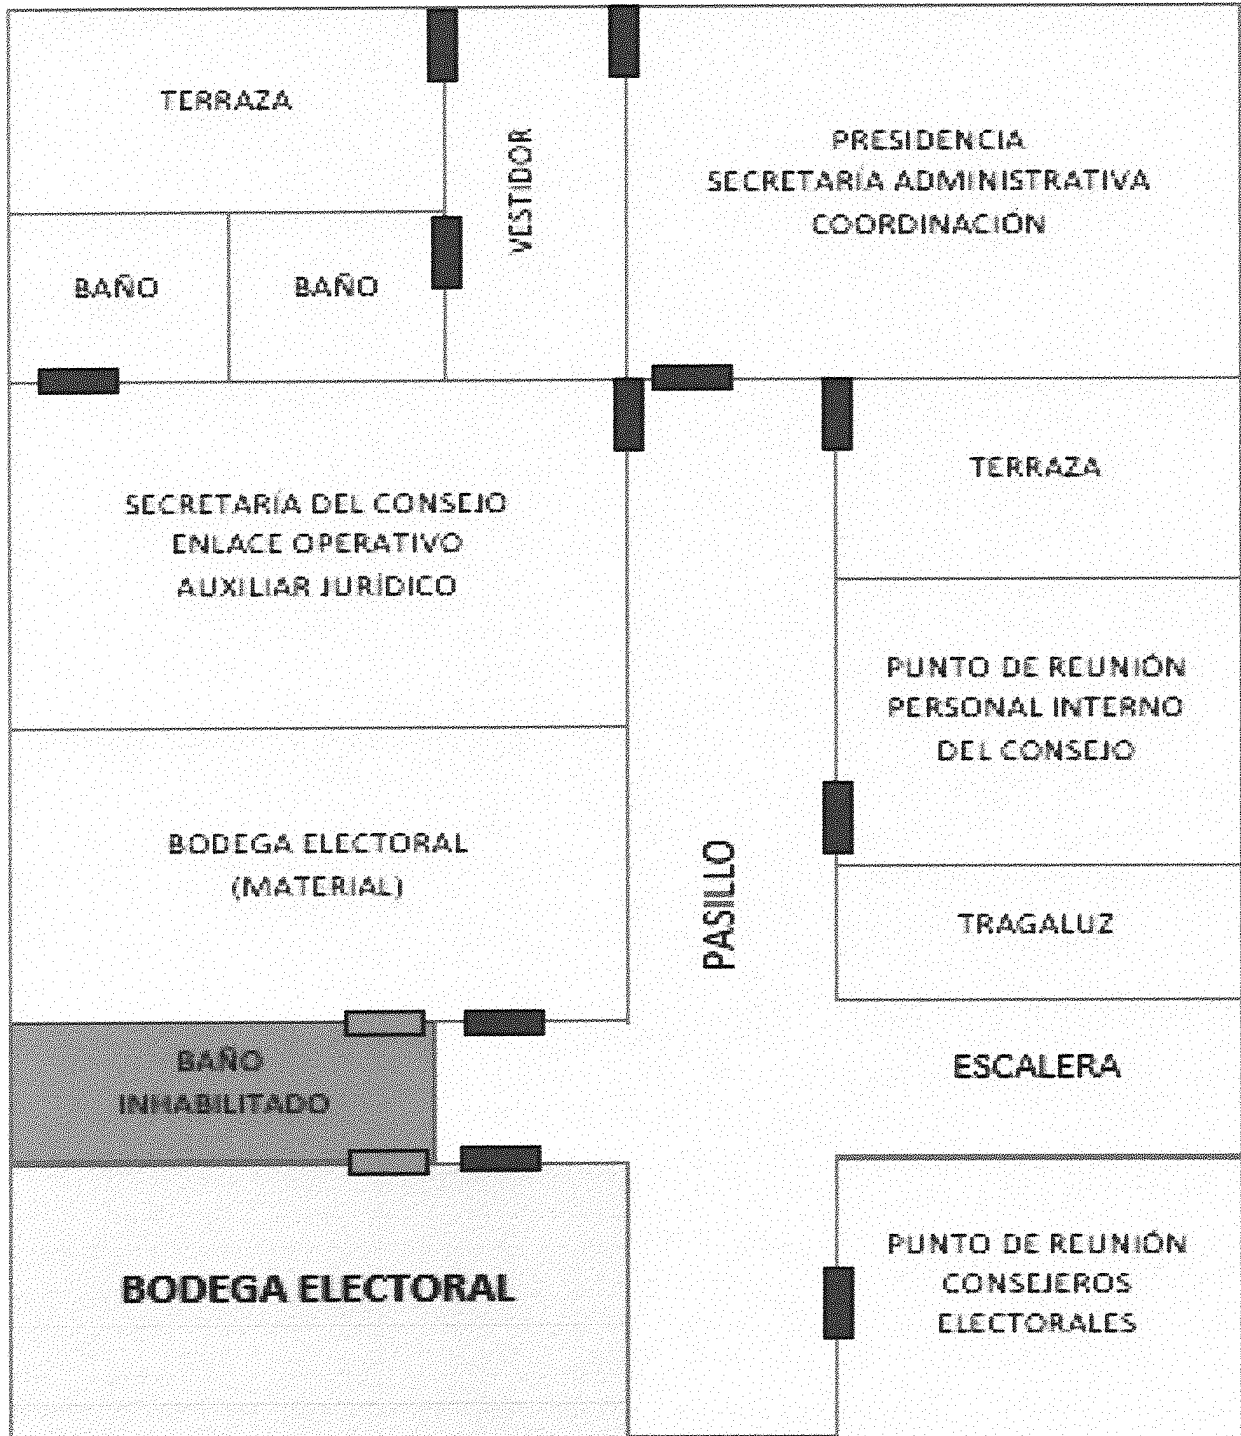 TERRAZA
VESTIDOR
PRESIDENCIA
SECRETARÍA ADMINISTRATIVA
COORDINACIÓN
BAÑO
BAÑO
SECRETARÍA DEL CONSEJO
ENLACE OPERATIVO
AUXILIAR JURÍDICO
TERRAZA
PUNTO DE REUNIÓN
PERSONAL INTERNO
DEL CONSEJO
BODEGA ELECTORAL
(MATERIAL)
PASILLO
TRAGALUZ
BAÑO
INHABILITADO
ESCALERA
BODEGA ELECTORAL
PUNTO DE REUNIÓN
CONSEJEROS
ELECTORALES